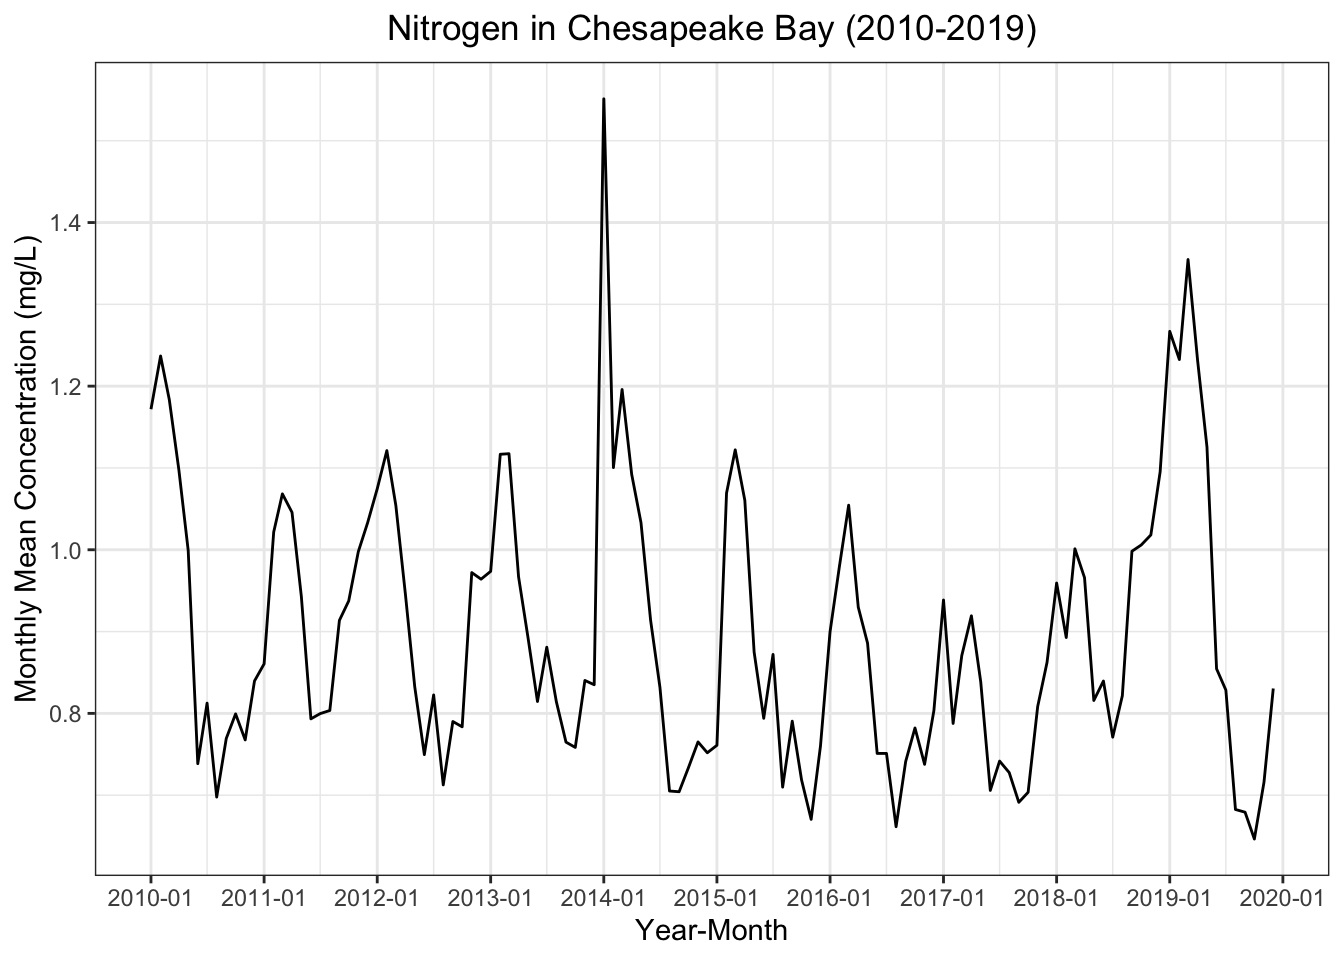 Nitrogen in Chesapeake Bay (2010-2019)
Monthly Mean Concentration (mg/L)
1.4
1.2
1.0
0.8
2010-01 2011-01 2012-01 2013-01 2014-01 2015-01 2016-01 2017-01 2018-01 2019-01 2020-01
Year-Month